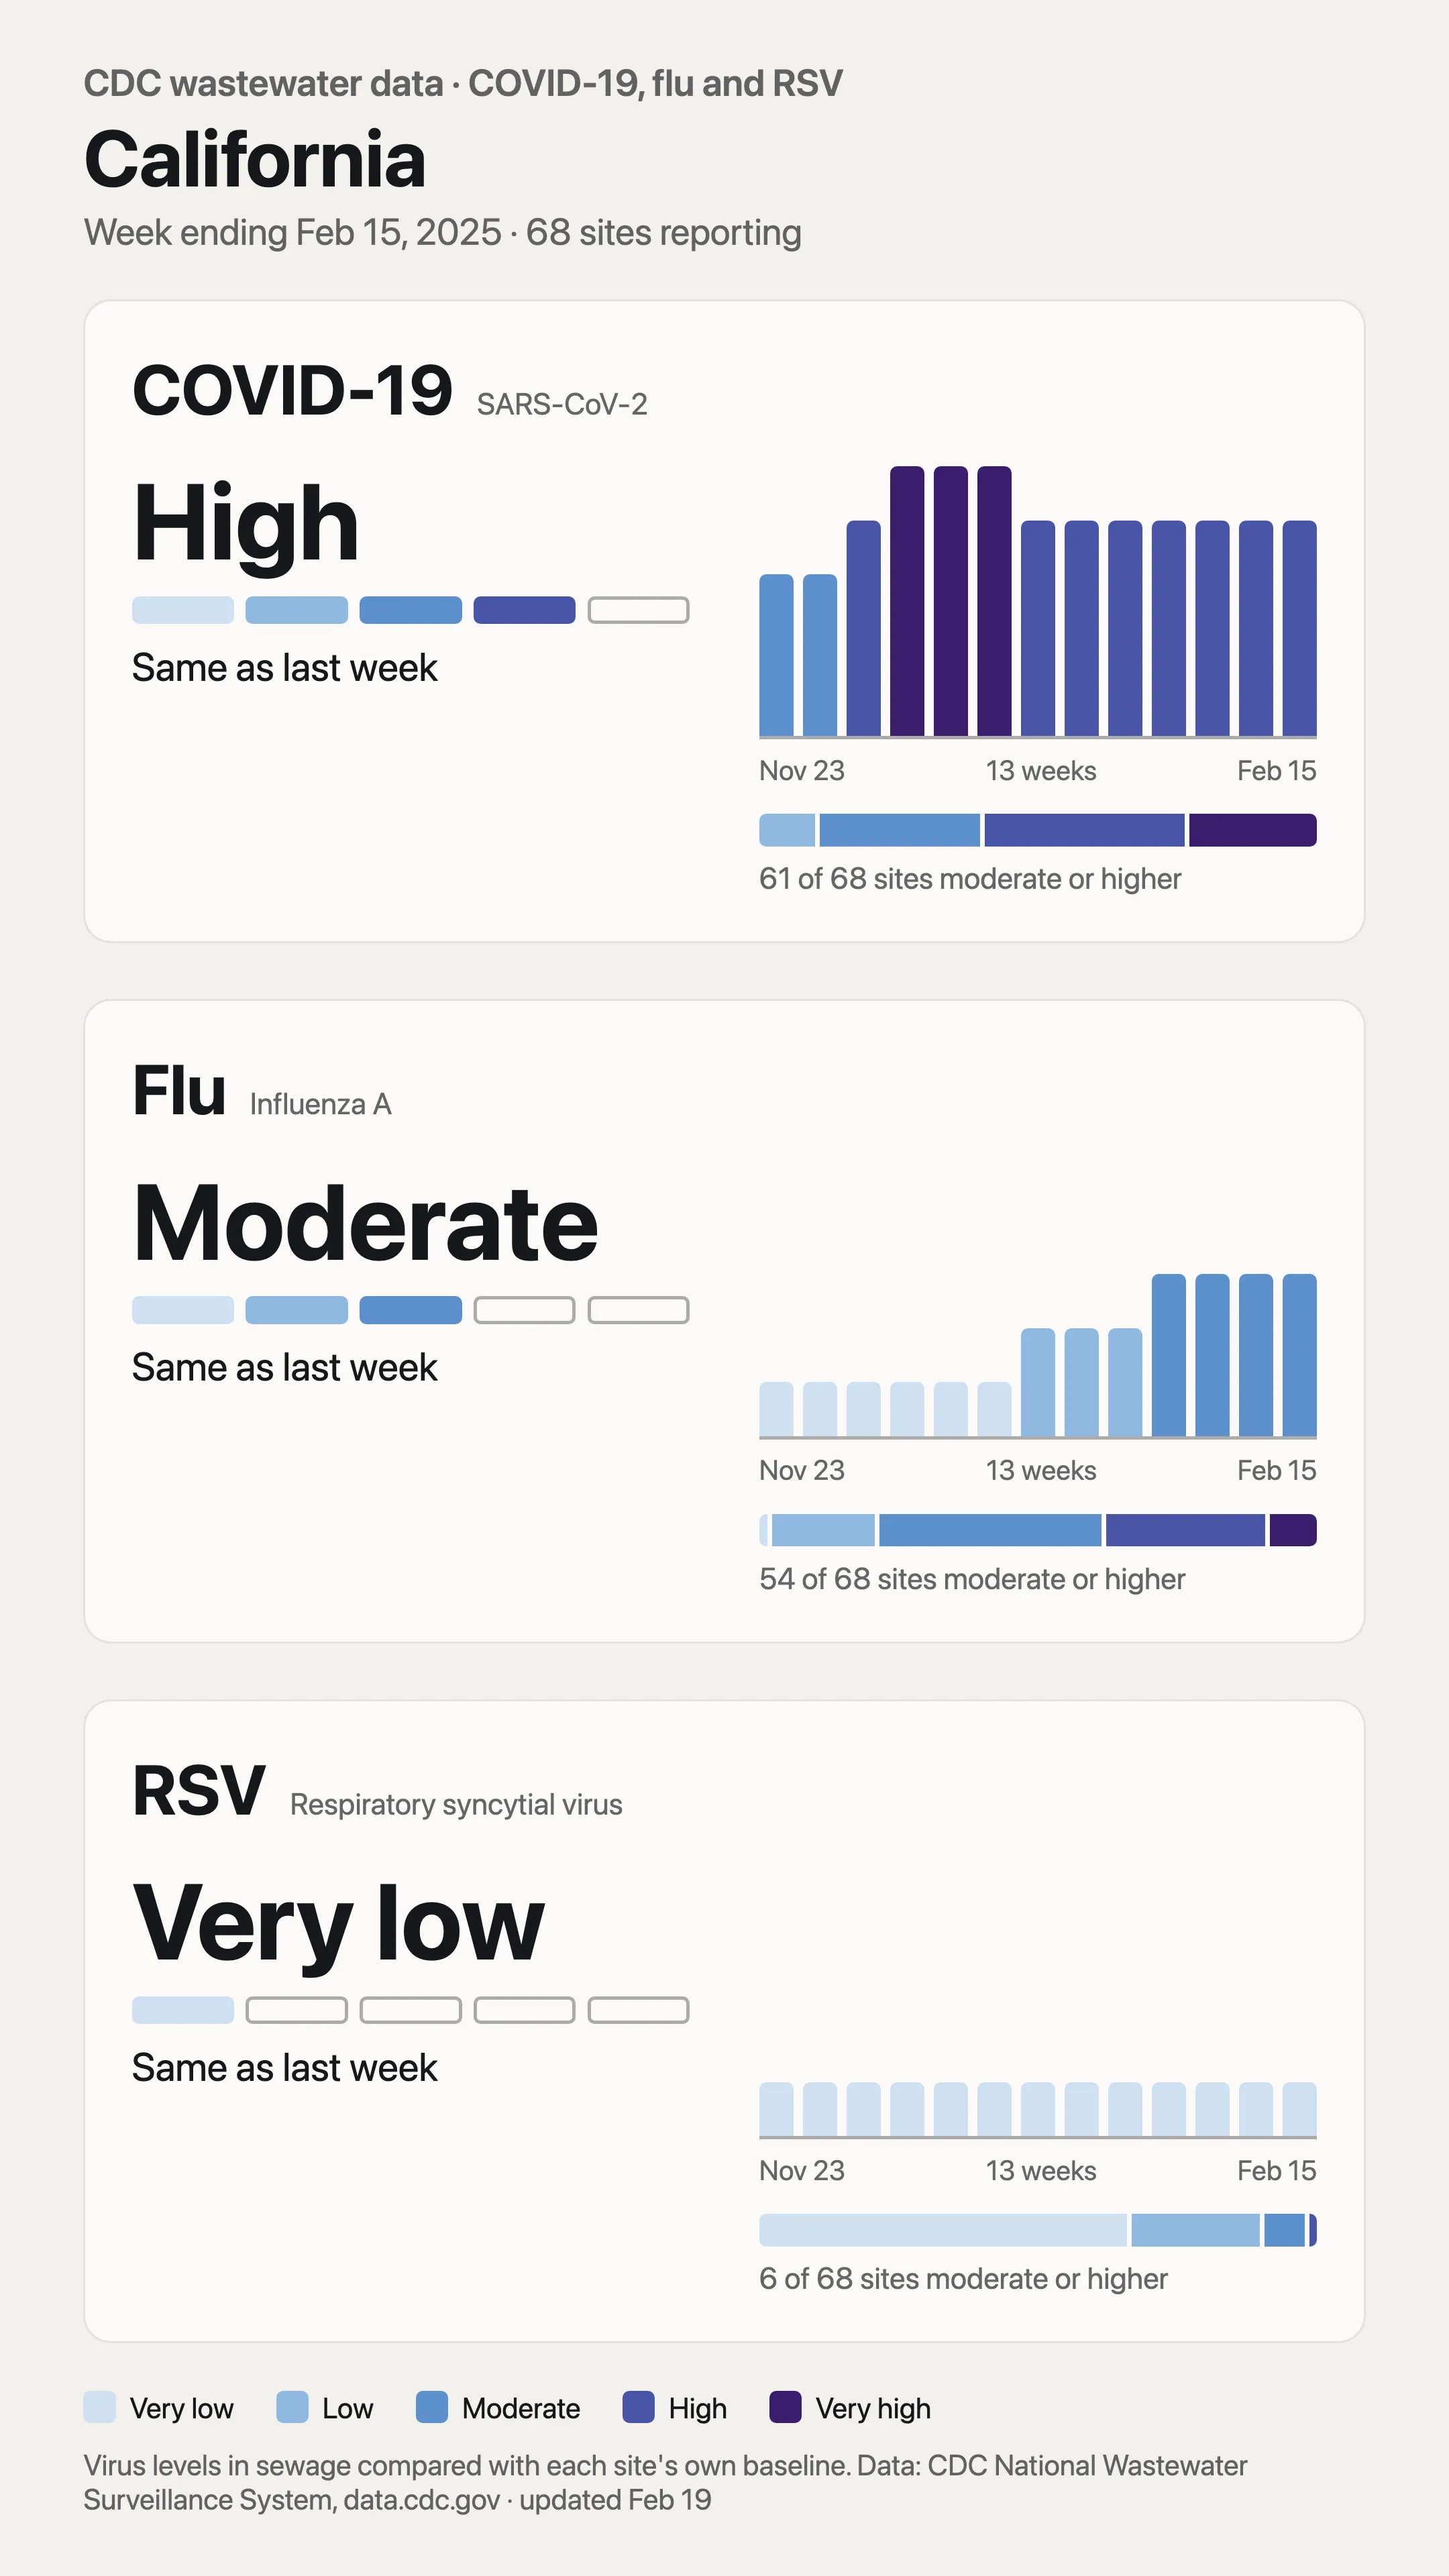 CDC wastewater data · COVID-19, flu and RSV
California
Week ending Feb 15, 2025 · 68 sites reporting
COVID-19 SARS-CoV-2
High
Same as last week
Nov 23 13 weeks Feb 15
61 of 68 sites moderate or higher
Flu Influenza A
Moderate
Same as last week
Nov 23 13 weeks Feb 15
54 of 68 sites moderate or higher
RSV Respiratory syncytial virus
Very low
Same as last week
Nov 23 13 weeks Feb 15
6 of 68 sites moderate or higher
Very low Low Moderate High Very high
Virus levels in sewage compared with each site's own baseline. Data: CDC National Wastewater
Surveillance System, data.cdc.gov · updated Feb 19